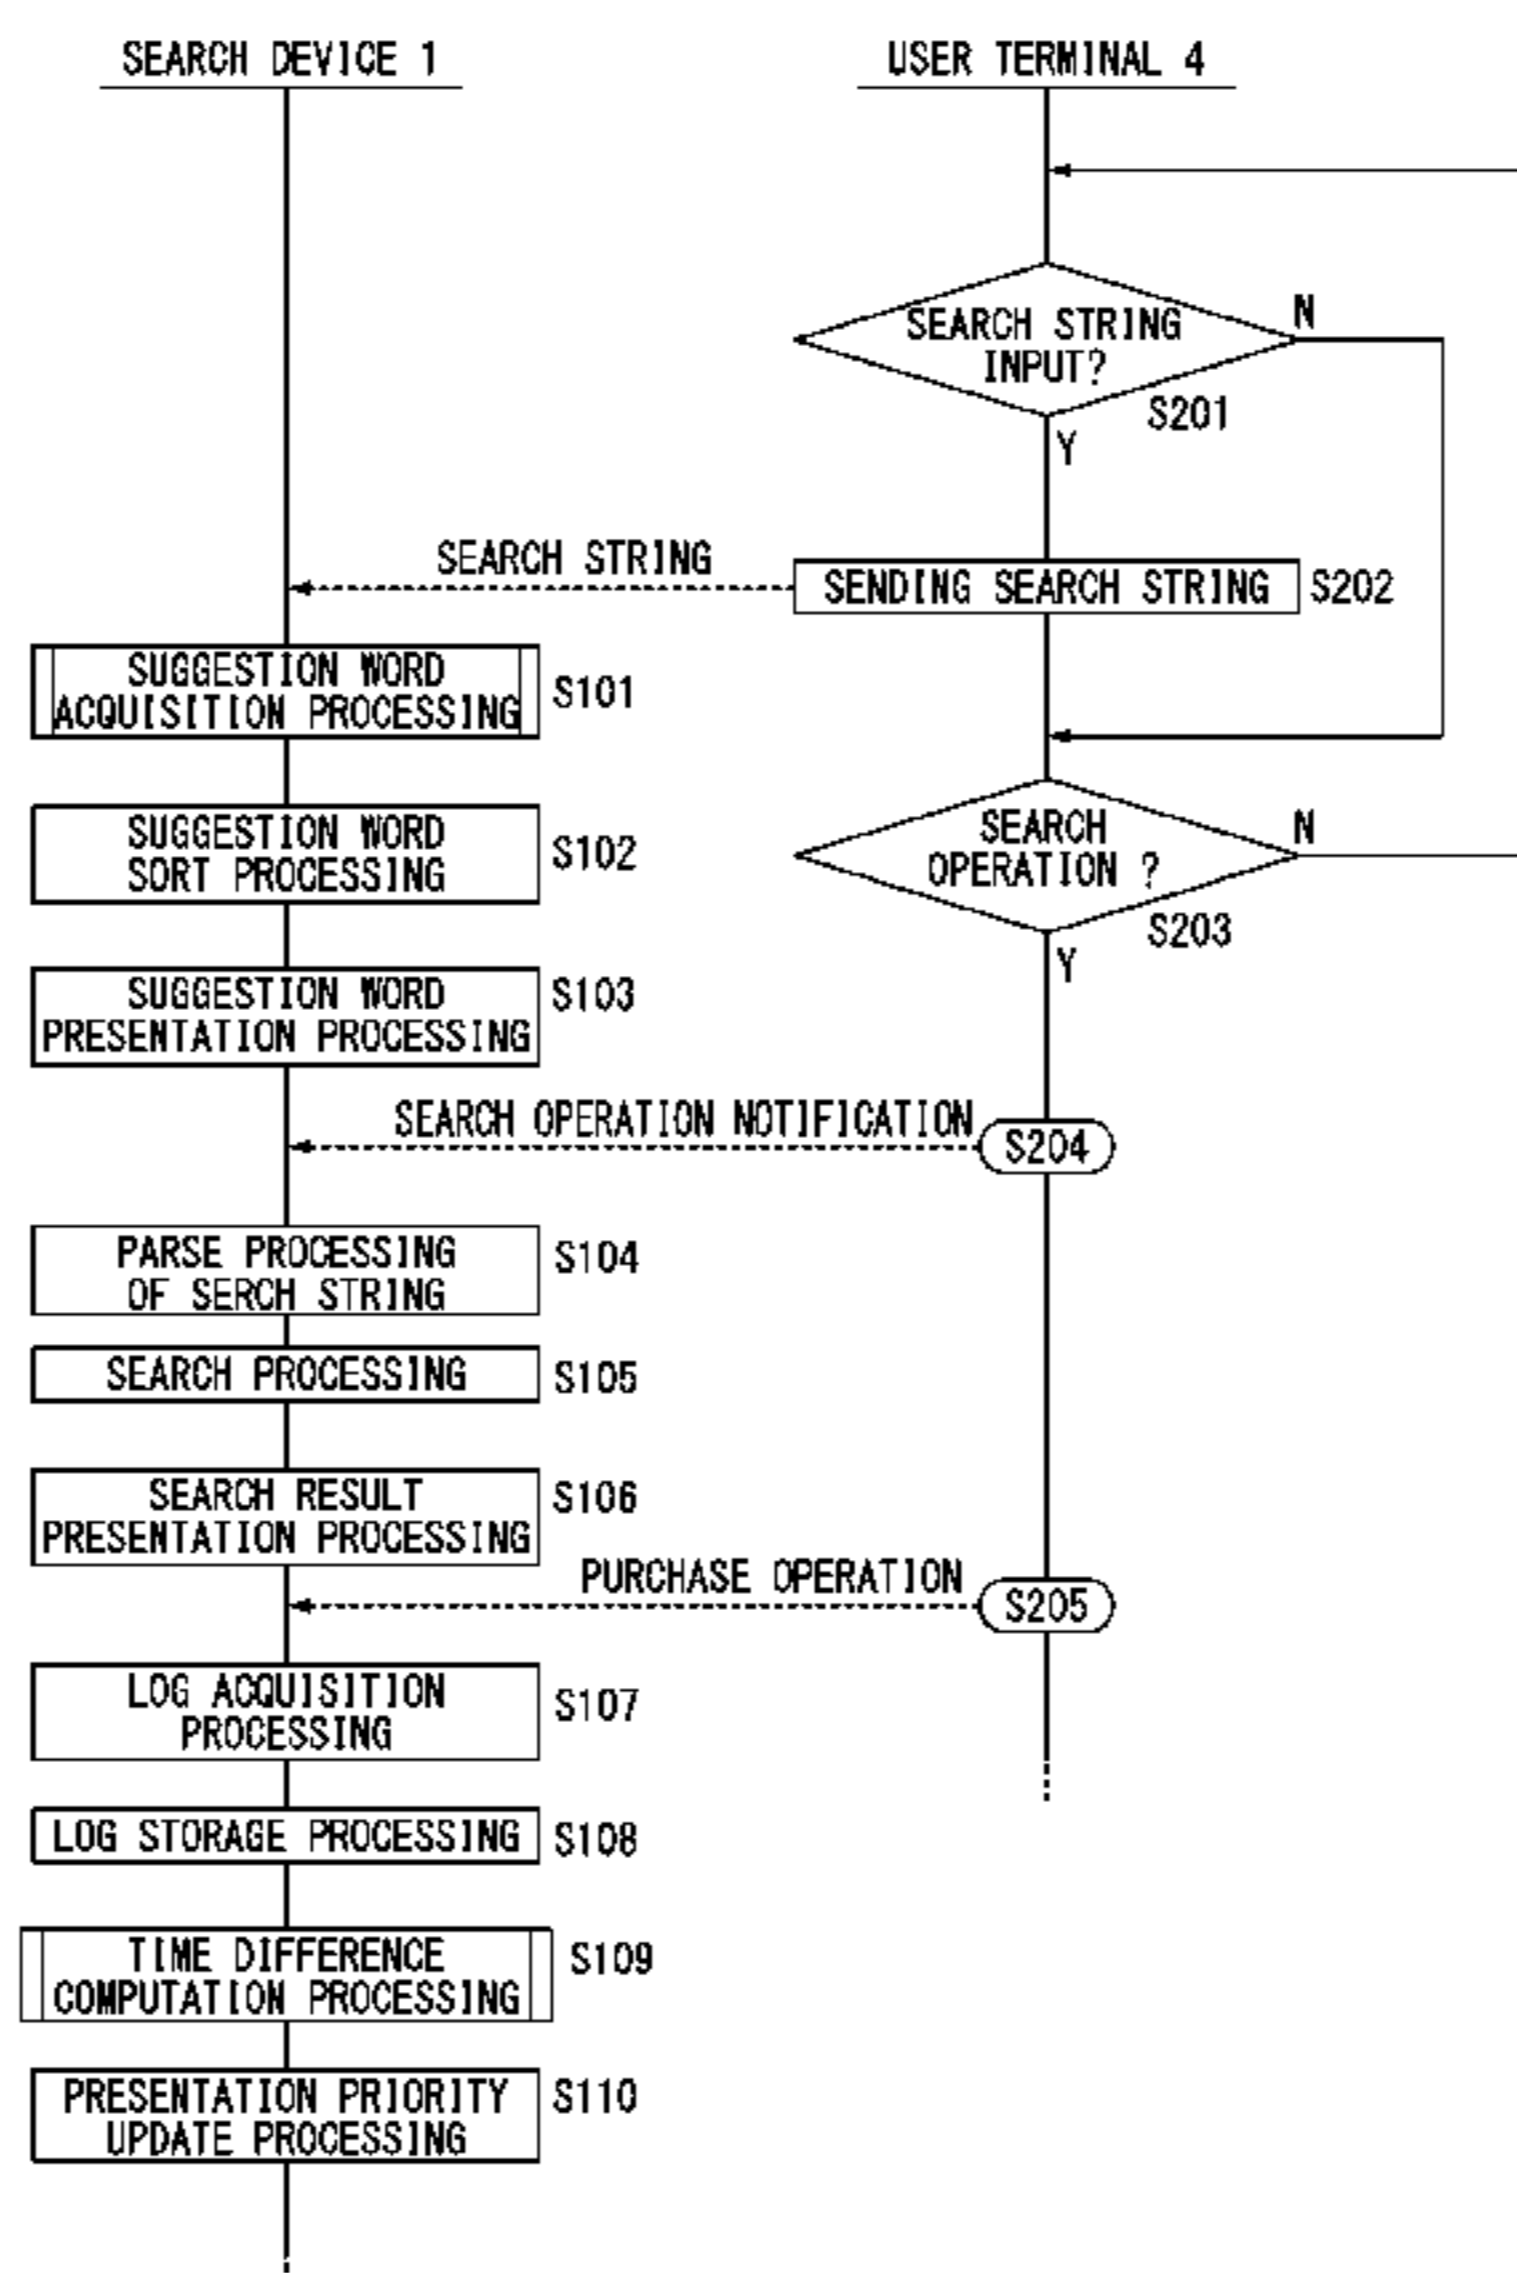 SEARCH DEVICE 1
USER TERMINAL 4
SEARCH STRING
INPUT?
N
S201
Y
SEARCH STRING
SENDING SEARCH STRING
S202
SUGGESTION WORD
ACQUISITION PROCESSING
S101
SUGGESTION WORD
SORT PROCESSING
S102
SEARCH
OPERATION ?
N
S203
Y
SUGGESTION WORD
PRESENTATION PROCESSING
S103
SEARCH OPERATION NOTIFICATION
S204
PARSE PROCESSING
OF SERCH STRING
S104
SEARCH PROCESSING
S105
SEARCH RESULT
PRESENTATION PROCESSING
S106
PURCHASE OPERATION
S205
LOG ACQUISITION
PROCESSING
S107
LOG STORAGE PROCESSING
S108
TIME DIFFERENCE
COMPUTATION PROCESSING
S109
PRESENTATION PRIORITY
UPDATE PROCESSING
S110